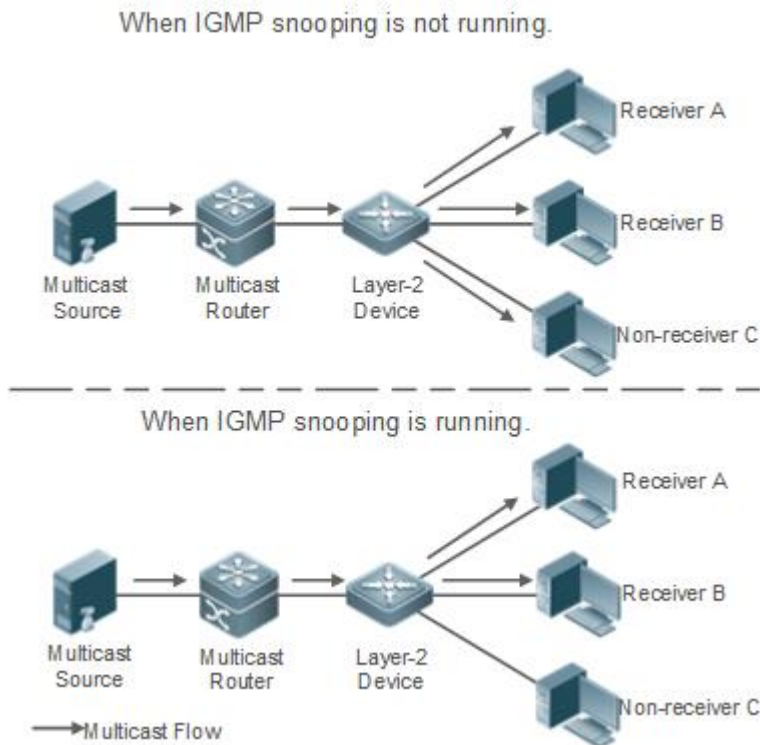 When IGMP snooping is not running.
Receiver A
Receiver B
Multicast
Source
Multicast
Router
Layer-2
Device
Non-receiver C
When IGMP snooping is running.
Receiver A
Receiver B
Multicast
Source
Multicast
Router
Layer-2
Device
Non-receiver C
Multicast Flow